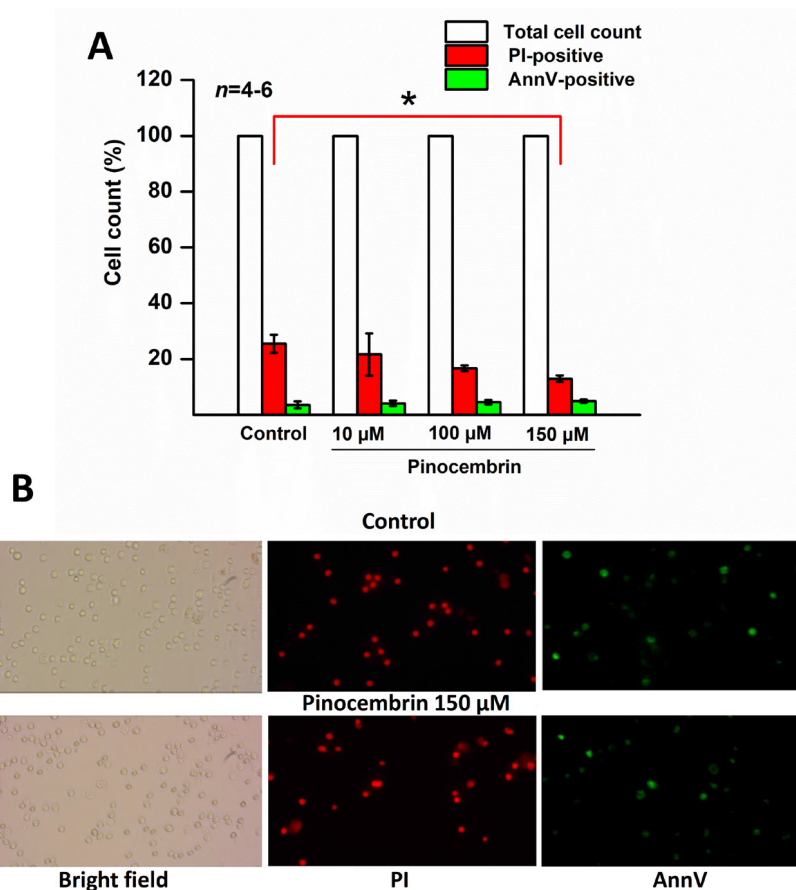 A
Total cell count
PI-positive
AnnV-positive
120
100
80
60
40
20
Cell count (%)
n=4-6
*
Control
10 µM
100 µM
150 µM
Pinocembrin
B
Control
Pinocembrin 150 µM
Bright field
PI
AnnV